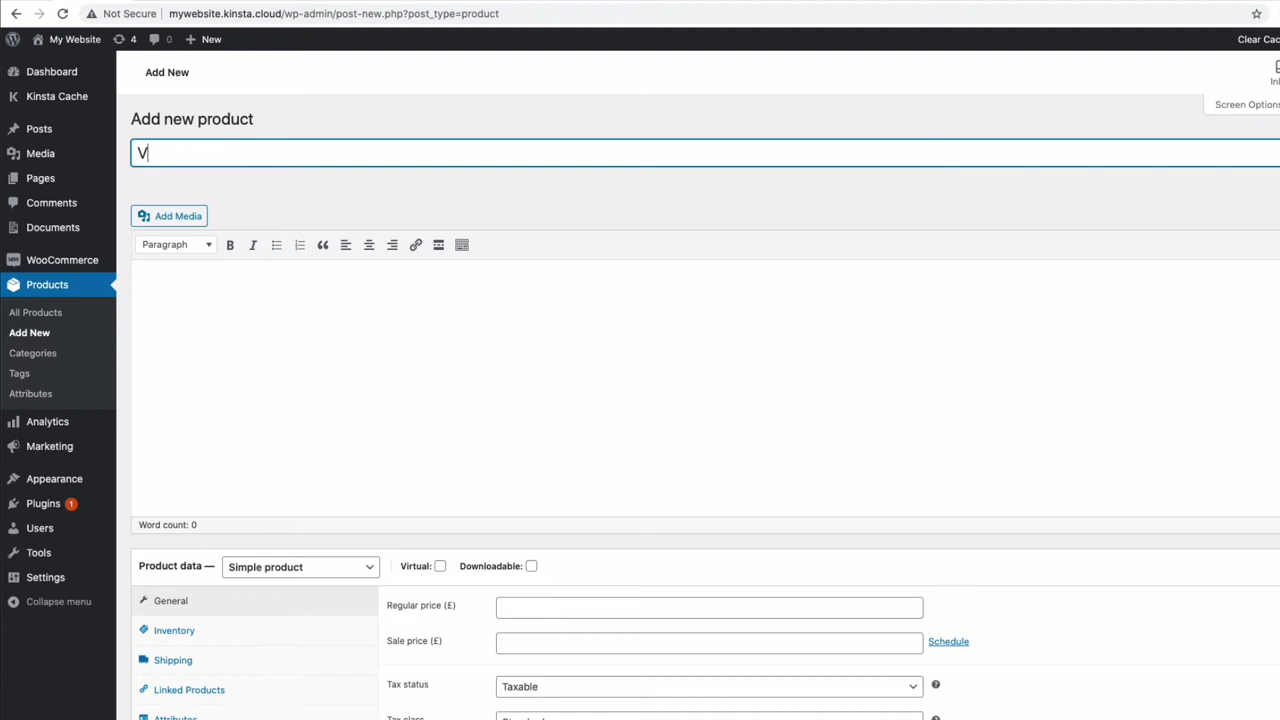 Not Secure mywebsite.kinsta.cloud/wp-admin/post-new.php?post_type=product
My Website 4 0 New Clear Cac
Dashboard
Kinsta Cache
Posts
Media
Pages
Comments
Documents
WooCommerce
Products
All Products
Add New
Categories
Tags
Attributes
Analytics
Marketing
Appearance
Plugins 1
Users
Tools
Settings
Collapse menu
Add New
Screen Options
Add new product
V
Add Media
Paragraph B I
Word count: 0
Product data — Simple product Virtual: Downloadable:
General
Inventory
Shipping
Linked Products
Attributes
Regular price (£)
Sale price (£) Schedule
Tax status Taxable
Tax class